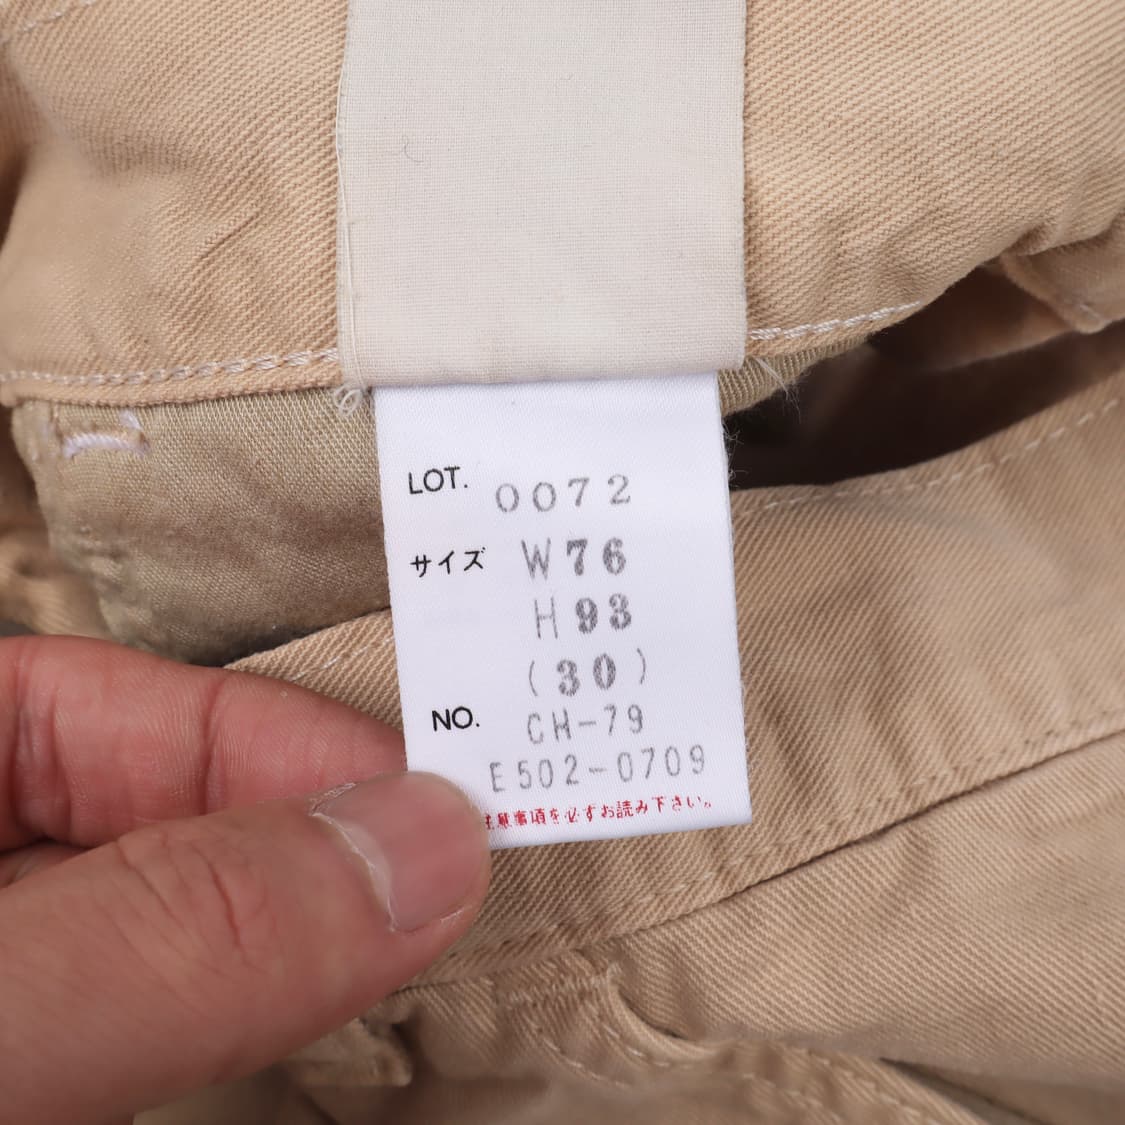 LOT. 0072
サイズ W76
H93
(30)
NO. CH-79
E502-0709
注意事項を必ずお読み下さい。